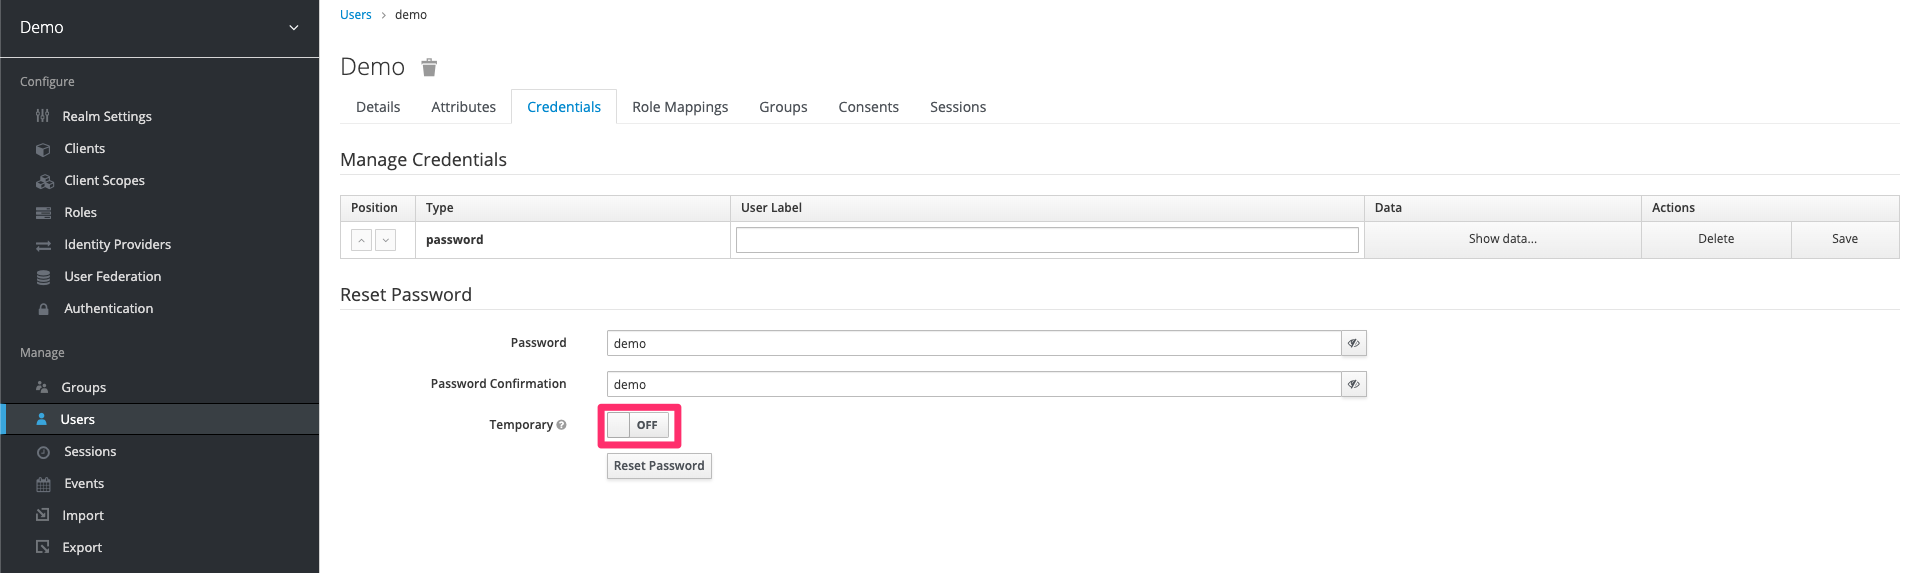 Demo
Configure
Realm Settings
Clients
Client Scopes
Roles
Identity Providers
User Federation
Authentication
Manage
Groups
Users
Sessions
Events
Import
Export
Users > demo
Demo
Details Attributes Credentials Role Mappings Groups Consents Sessions
Manage Credentials
Position Type User Label Data Actions
password Show data... Delete Save
Reset Password
Password demo
Password Confirmation demo
Temporary ? OFF
Reset Password